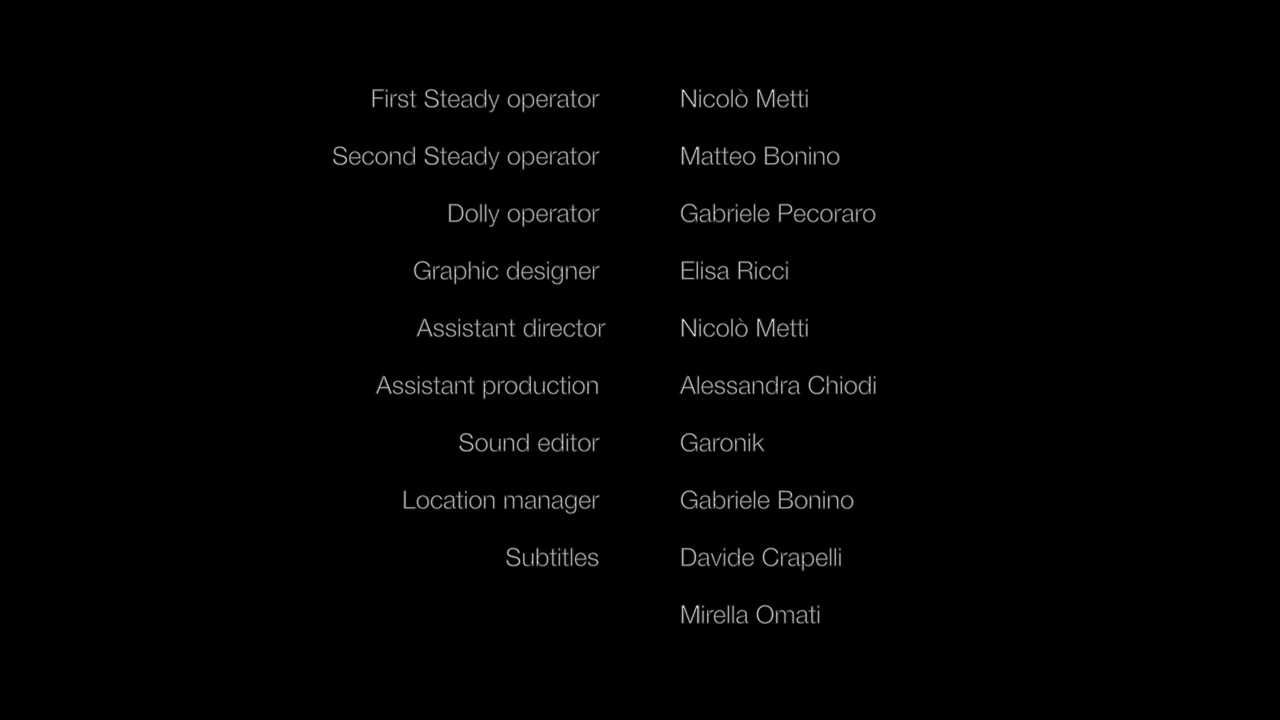 First Steady operator Nicolò Metti
Second Steady operator Matteo Bonino
Dolly operator Gabriele Pecoraro
Graphic designer Elisa Ricci
Assistant director Nicolò Metti
Assistant production Alessandra Chiodi
Sound editor Garonik
Location manager Gabriele Bonino
Subtitles Davide Crapelli
Mirella Omati